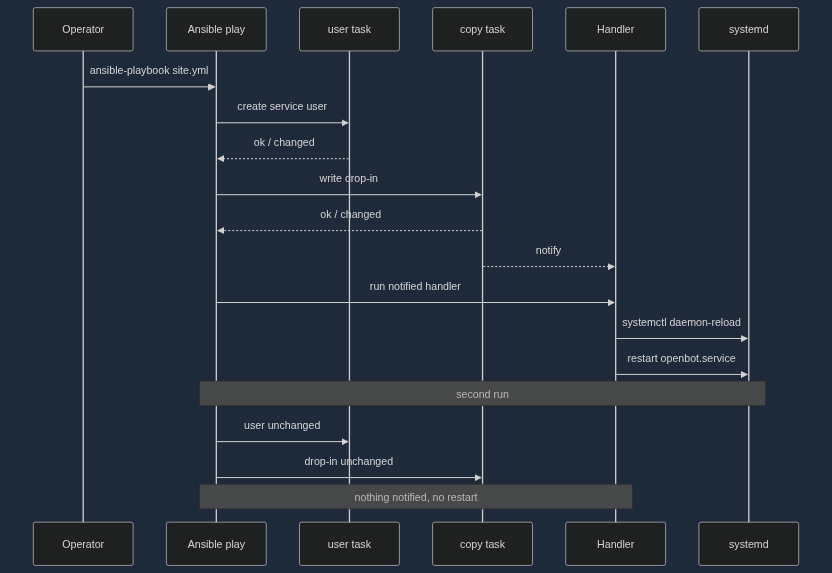 Operator
Ansible play
user task
copy task
Handler
systemd
ansible-playbook site.yml
create service user
ok / changed
write drop-in
ok / changed
notify
run notified handler
systemctl daemon-reload
restart openbot.service
second run
user unchanged
drop-in unchanged
nothing notified, no restart
Operator
Ansible play
user task
copy task
Handler
systemd